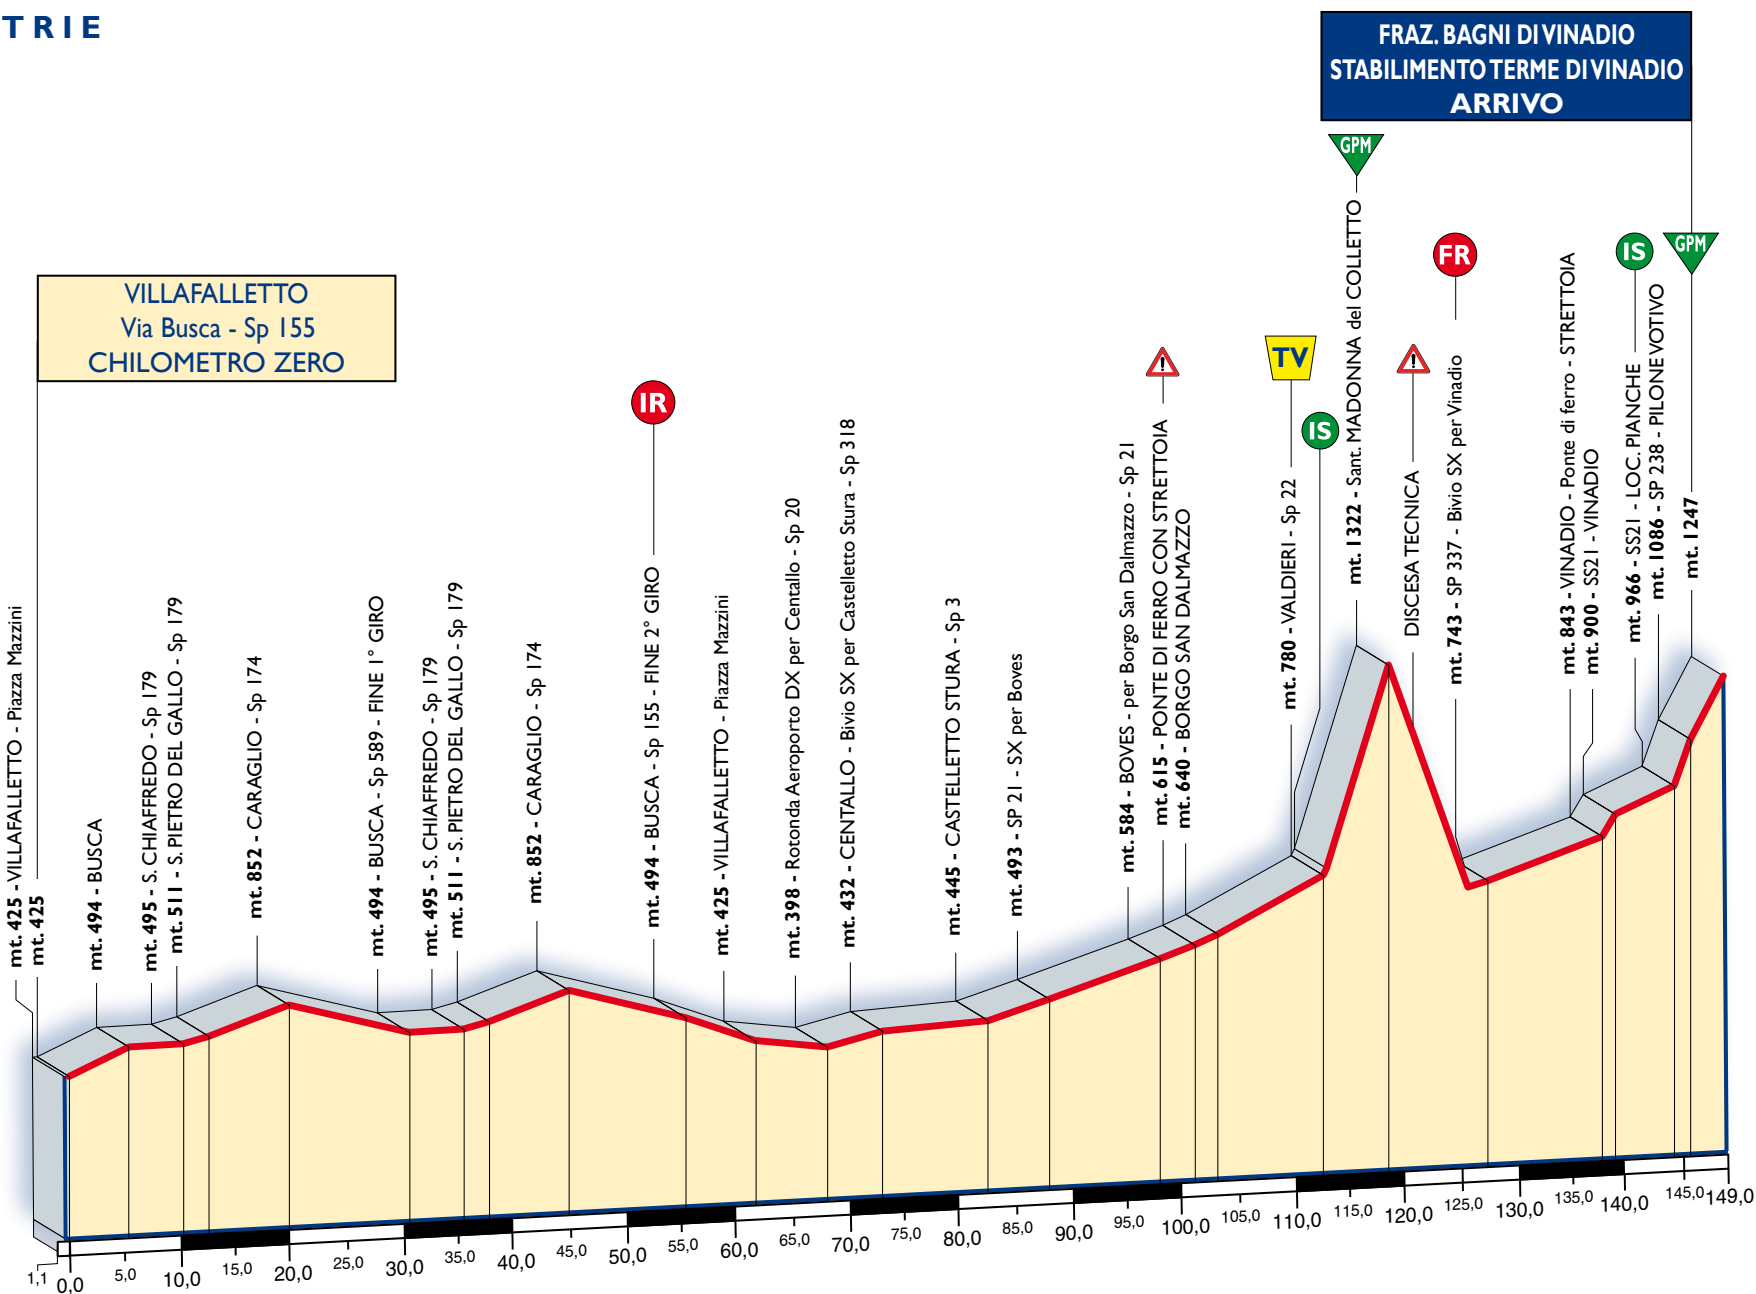 TRIE
FRAZ. BAGNI DI VINADIO
STABILIMENTO TERME DI VINADIO
ARRIVO
VILLAFALLETTO
Via Busca - Sp 155
CHILOMETRO ZERO
mt. 425 - VILLAFALLETTO - Piazza Mazzini
mt. 425
mt. 494 - BUSCA
mt. 495 - S. CHIAFFREDO - Sp 179
mt. 511 - S. PIETRO DEL GALLO - Sp 179
mt. 852 - CARAGLIO - Sp 174
mt. 494 - BUSCA - Sp 589 - FINE 1° GIRO
mt. 495 - S. CHIAFFREDO - Sp 179
mt. 511 - S. PIETRO DEL GALLO - Sp 179
mt. 852 - CARAGLIO - Sp 174
IR
mt. 494 - BUSCA - Sp 155 - FINE 2° GIRO
mt. 425 - VILLAFALLETTO - Piazza Mazzini
mt. 398 - Rotonda Aeroporto DX per Centallo - Sp 20
mt. 432 - CENTALLO - Bivio SX per Castelletto Stura - Sp 318
mt. 445 - CASTELLETTO STURA - Sp 3
mt. 493 - SP 21 - SX per Boves
mt. 584 - BOVES - per Borgo San Dalmazzo - Sp 21
!
mt. 615 - PONTE DI FERRO CON STRETTOIA
mt. 640 - BORGO SAN DALMAZZO
TV
mt. 780 - VALDIERI - Sp 22
IS
GPM
mt. 1322 - Sant. MADONNA del COLLETTO
!
DISCESA TECNICA
FR
mt. 743 - SP 337 - Bivio SX per Vinadio
mt. 843 - VINADIO - Ponte di ferro - STRETTOIA
mt. 900 - SS21 - VINADIO
IS
mt. 966 - SS21 - LOC. PIANCHE
mt. 1086 - SP 238 - PILONE VOTIVO
GPM
mt. 1247
1,1
0,0
5,0
10,0
15,0
20,0
25,0
30,0
35,0
40,0
45,0
50,0
55,0
60,0
65,0
70,0
75,0
80,0
85,0
90,0
95,0
100,0
105,0
110,0
115,0
120,0
125,0
130,0
135,0
140,0
145,0
149,0